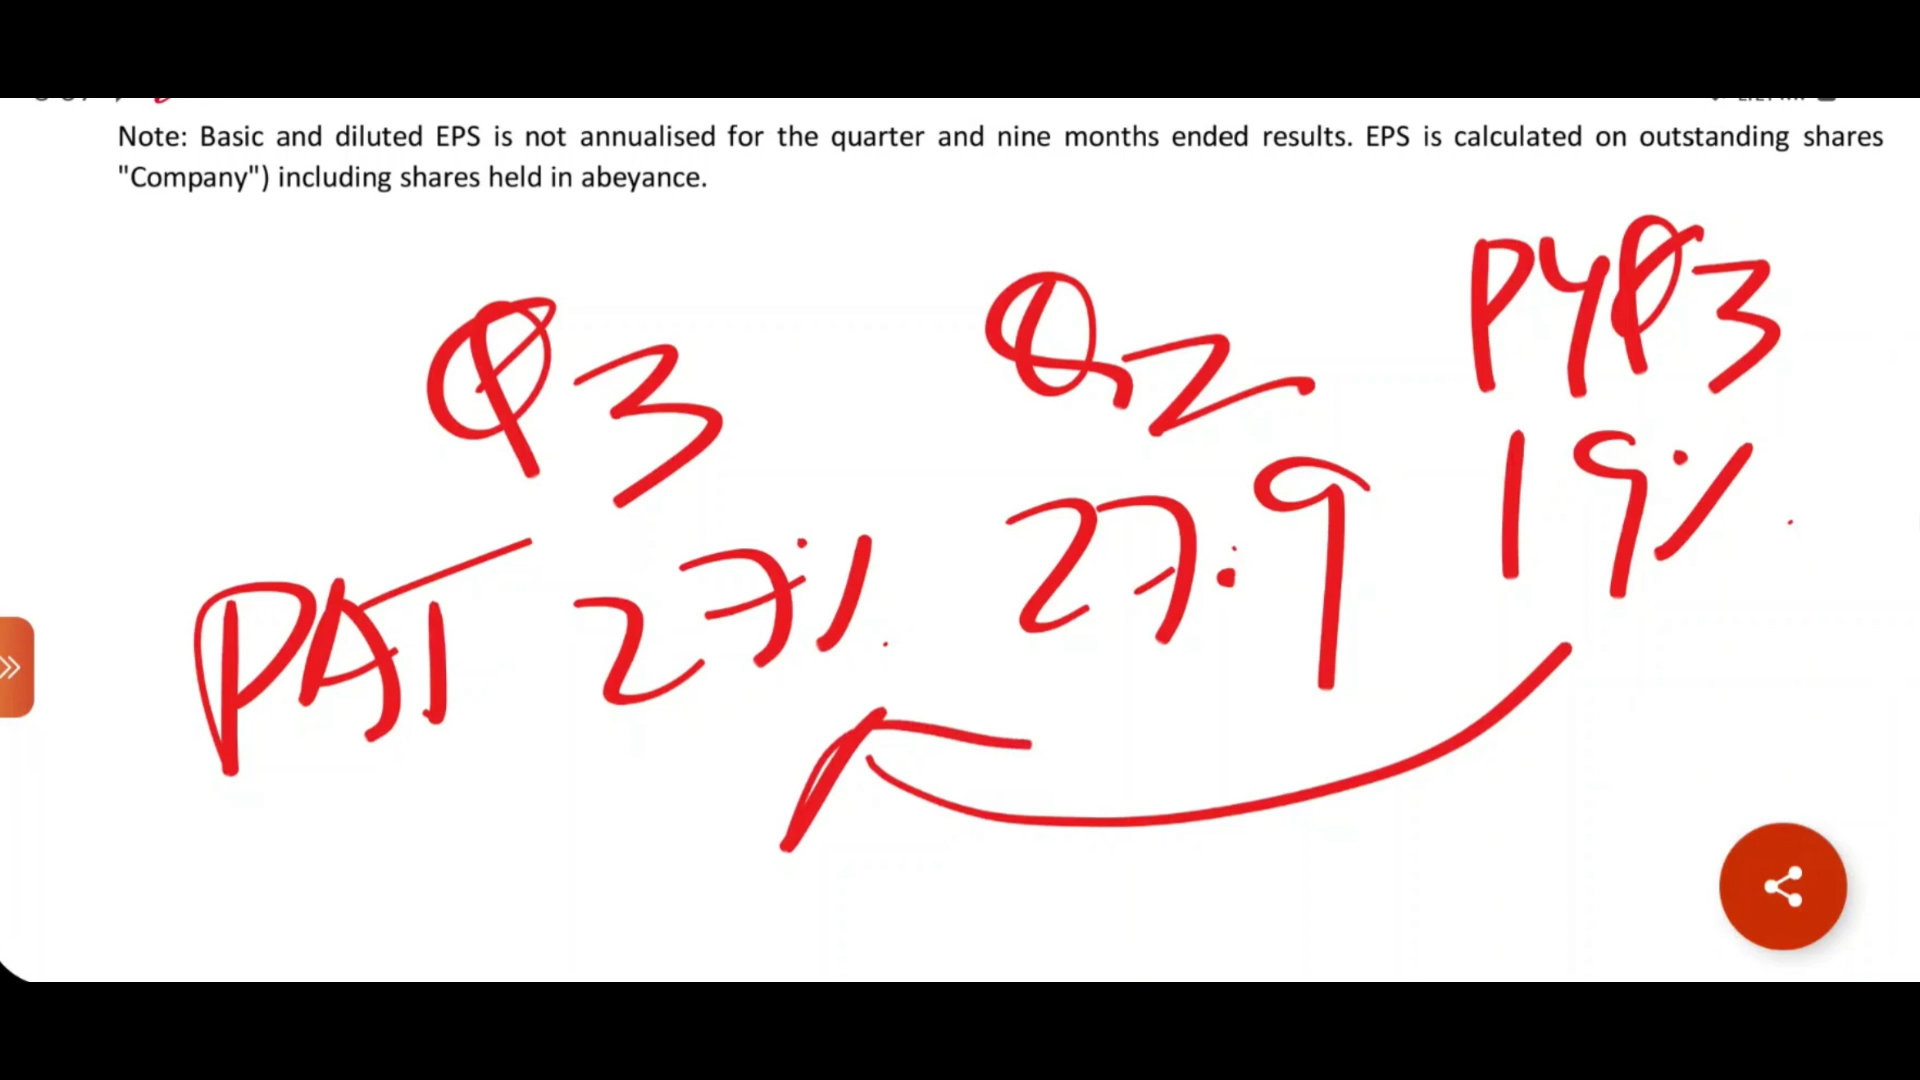 Note: Basic and diluted EPS is not annualised for the quarter and nine months ended results. EPS is calculated on outstanding shares
"Company") including shares held in abeyance.
Q3 Q2 PYQ3
PAT 27% 27.9 19%